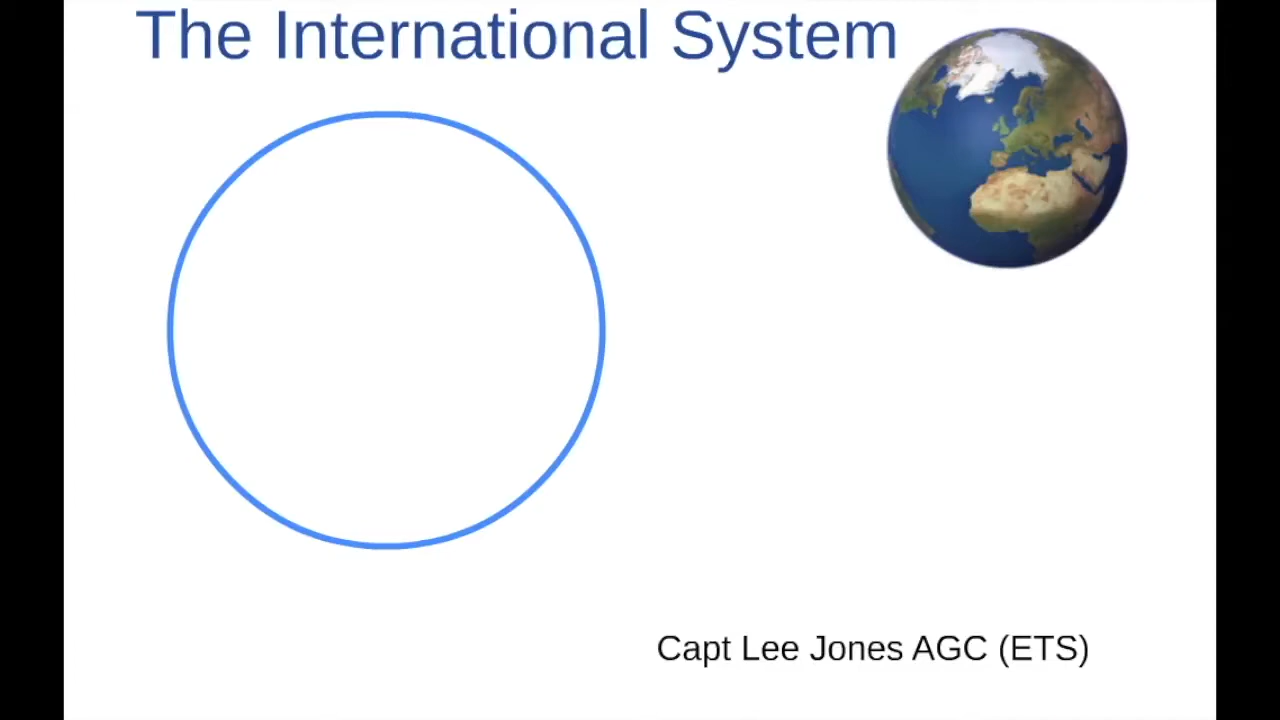 The International System
Capt Lee Jones AGC (ETS)